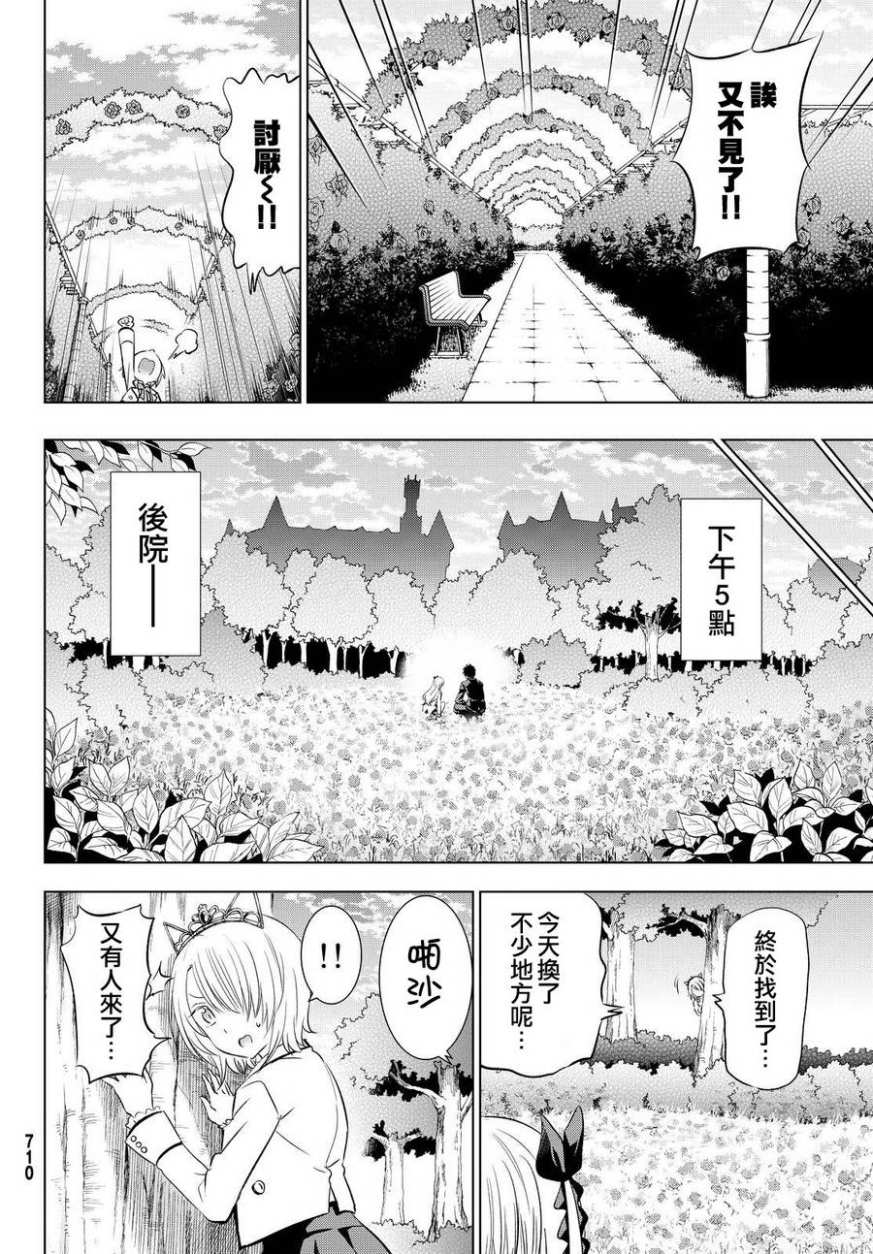 誒
又不見了!!
討厭～!!
下午5點
後院——
終於找到了…
今天換了
不少地方呢…
啪沙
!!
又有人來了…
710